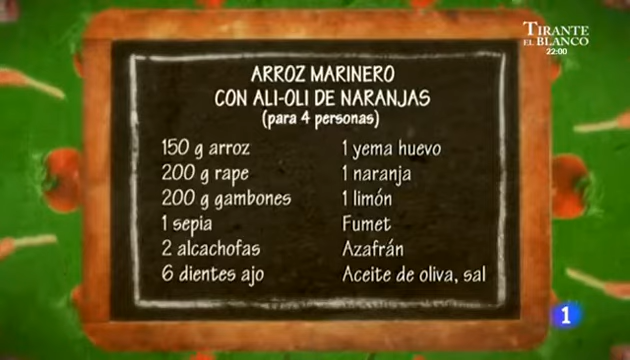 TIRANTE
EL BLANCO
22:00
ARROZ MARINERO
CON ALI-OLI DE NARANJAS
(para 4 personas)
150 g arroz
200 g rape
200 g gambones
1 sepia
2 alcachofas
6 dientes ajo
1 yema huevo
1 naranja
1 limón
Fumet
Azafrán
Aceite de oliva, sal
1